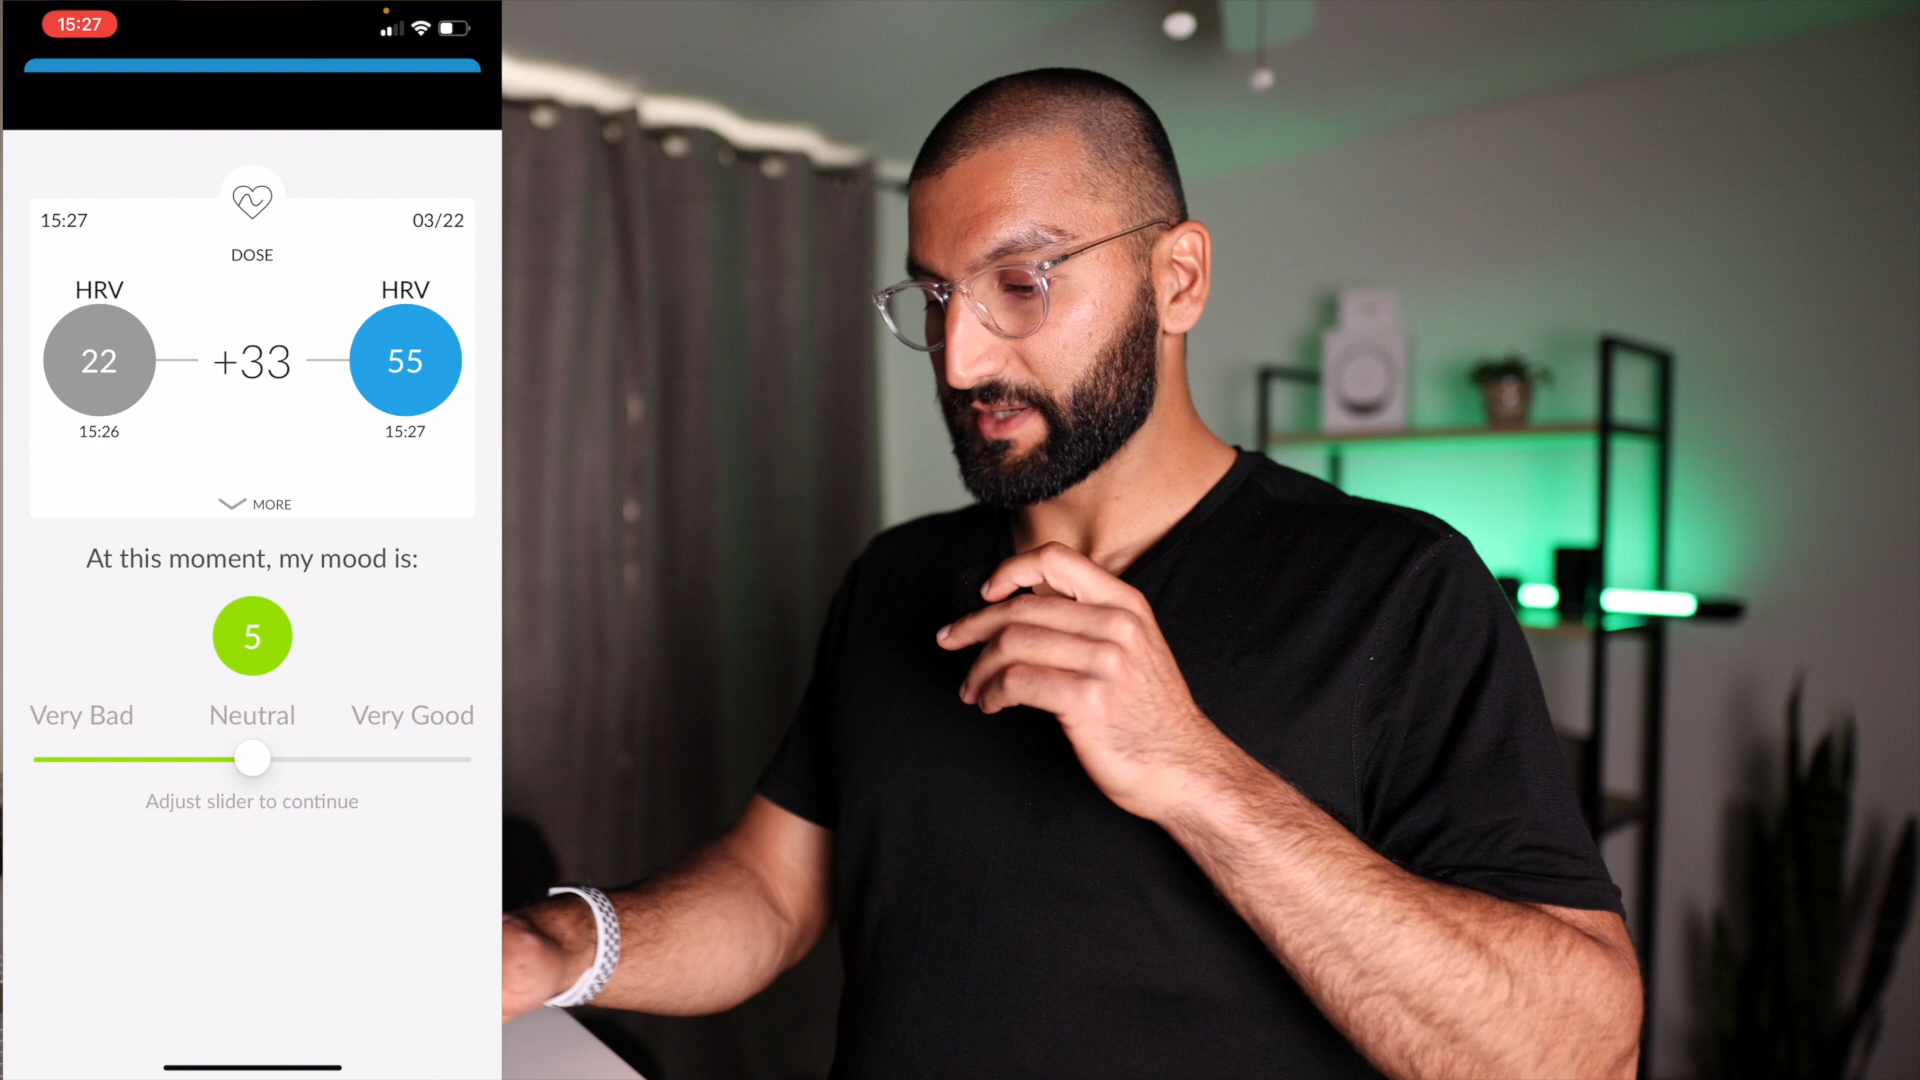 15:27
15:27
03/22
DOSE
HRV
HRV
22
+33
55
15:26
15:27
MORE
At this moment, my mood is:
5
Very Bad
Neutral
Very Good
Adjust slider to continue